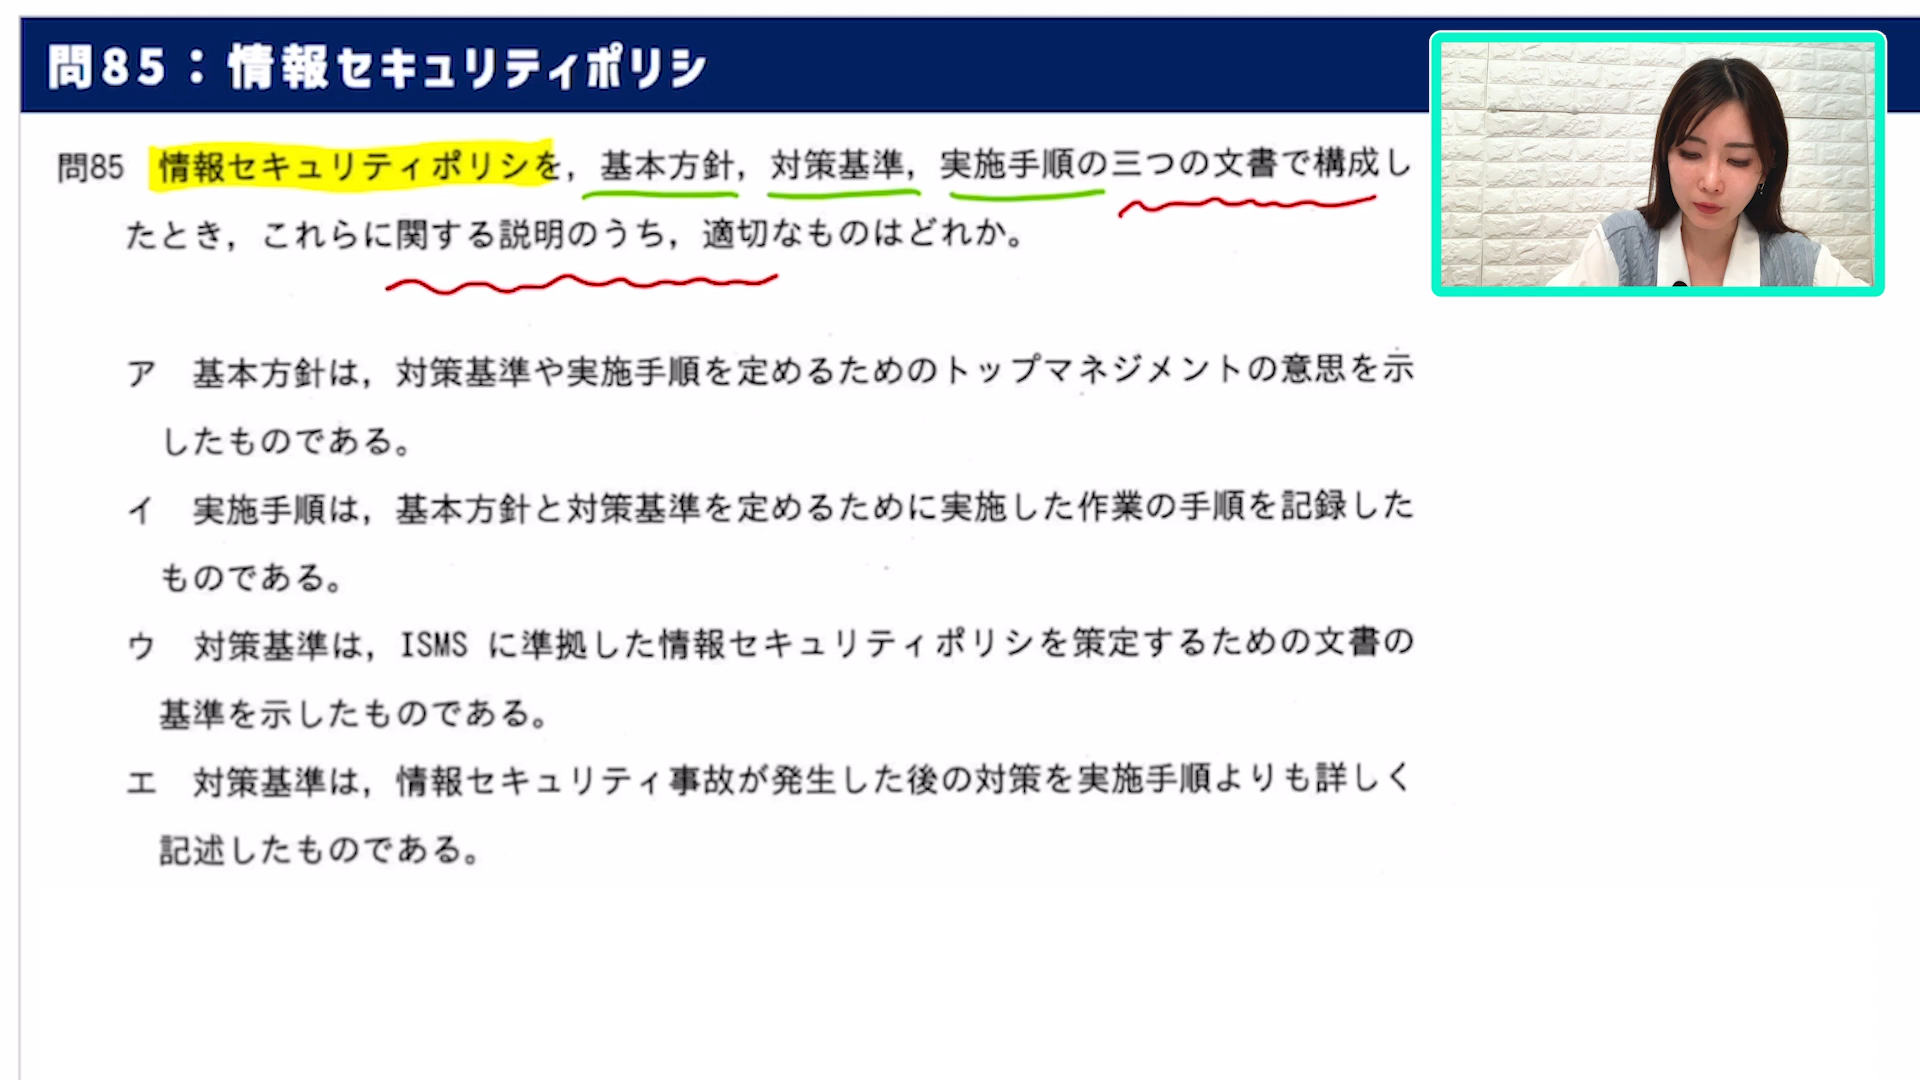 問85：情報セキュリティポリシ
問85 情報セキュリティポリシを，基本方針，対策基準，実施手順の三つの文書で構成し
たとき，これらに関する説明のうち，適切なものはどれか。
ア 基本方針は，対策基準や実施手順を定めるためのトップマネジメントの意思を示
したものである。
イ 実施手順は，基本方針と対策基準を定めるために実施した作業の手順を記録した
ものである。
ウ 対策基準は，ISMS に準拠した情報セキュリティポリシを策定するための文書の
基準を示したものである。
エ 対策基準は，情報セキュリティ事故が発生した後の対策を実施手順よりも詳しく
記述したものである。